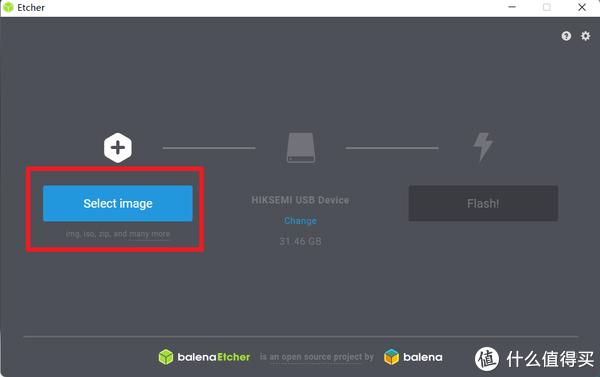 Etcher
Select image
img, iso, zip, and many more
HIKSEMI USB Device
Change
31.46 GB
Flash!
balenaEtcher is an open source project by balena
值 什么值得买